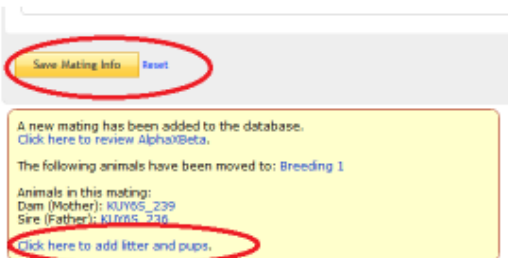 Save Mating Info Reset
A new mating has been added to the database.
Click here to review AlphaXBeta.
The following animals have been moved to: Breeding 1
Animals in this mating:
Dam (Mother): KUY6S_239
Sire (Father): KUY6S_236
Click here to add litter and pups.